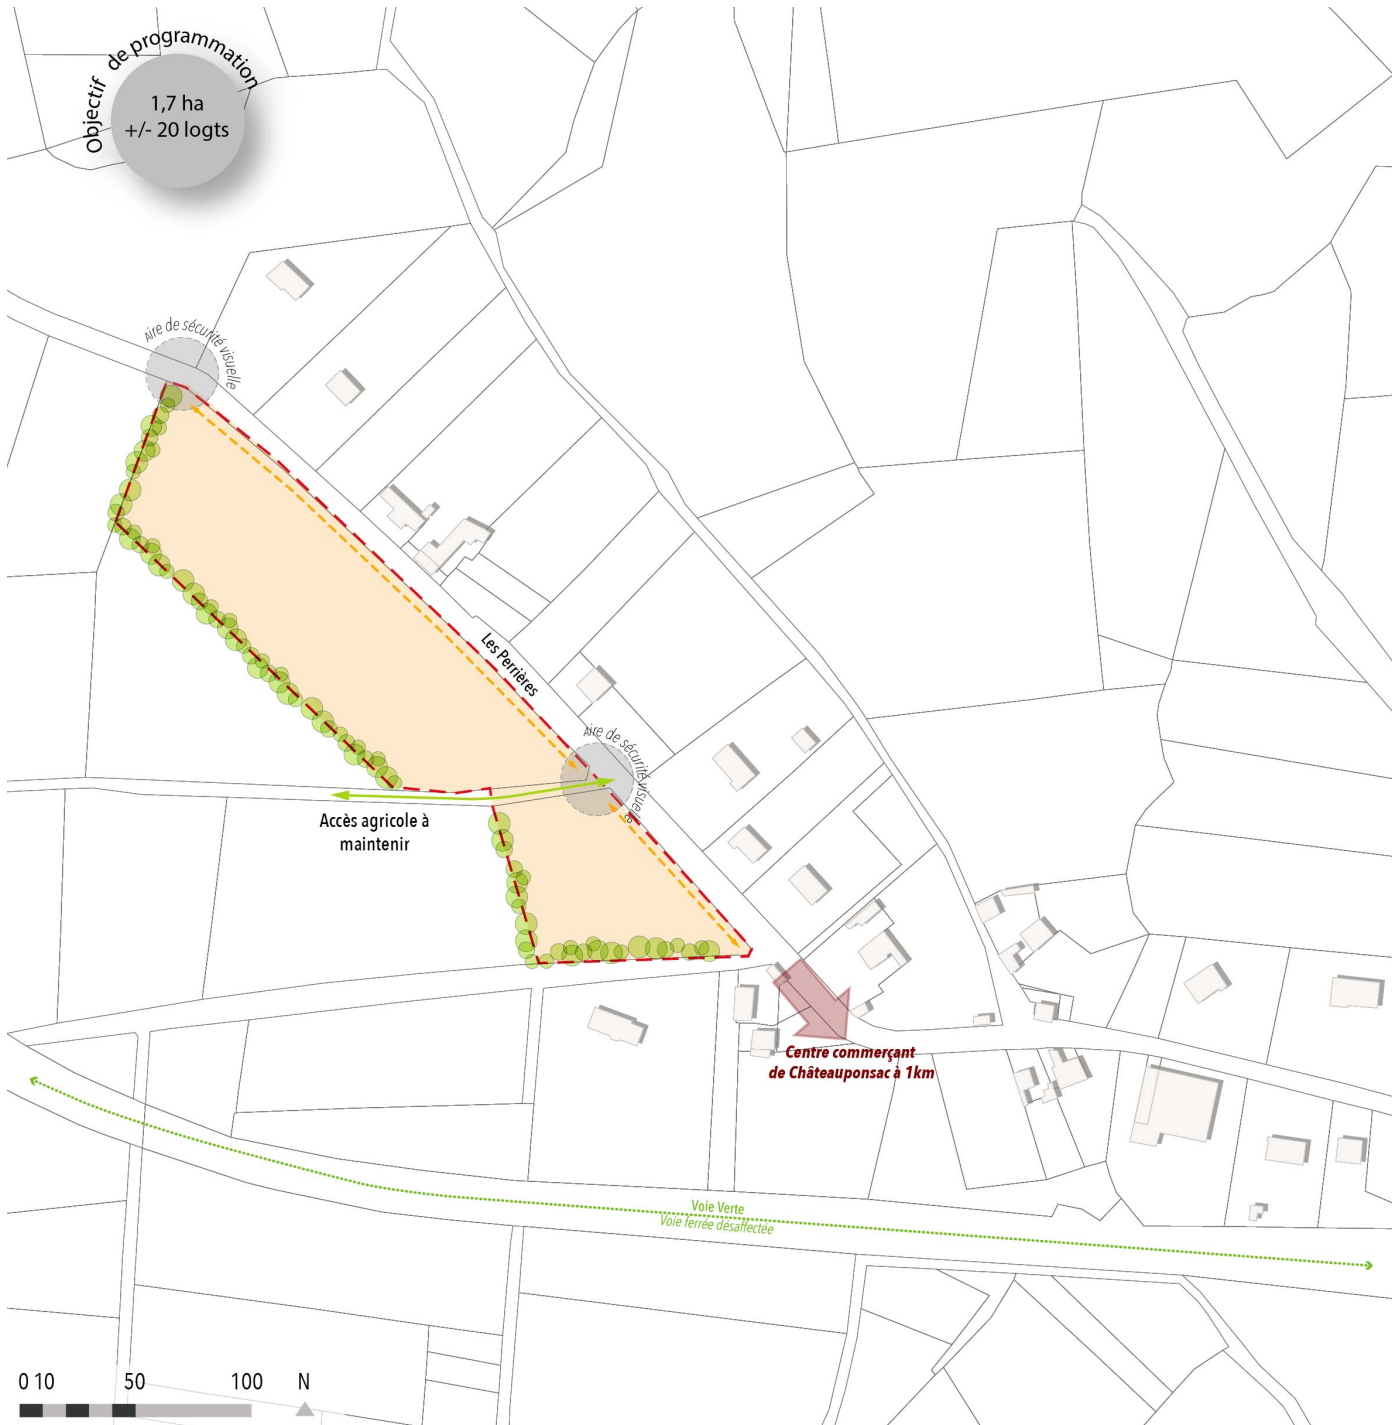 Objectif de programmation
1,7 ha
+/- 20 logts
Aire de sécurité visuelle
Les Perrières
Aire de sécurité visuelle
Accès agricole à
maintenir
Centre commerçant
de Châteauponsac à 1km
Voie Verte
Voie ferrée désaffectée
0 10 50 100 N